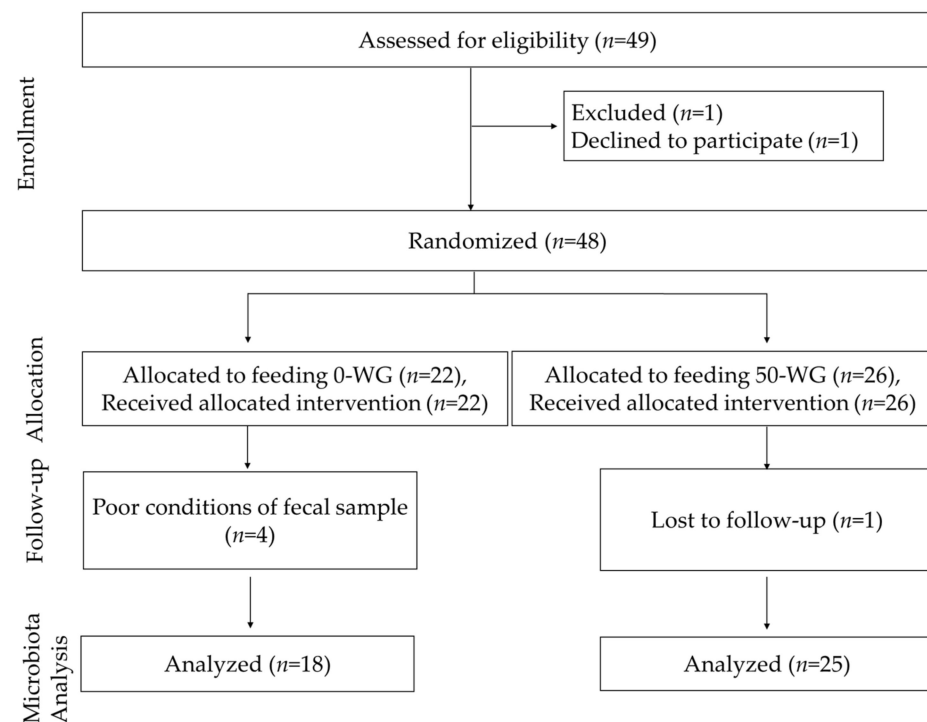 Assessed for eligibility (n=49)
Enrollment
Excluded (n=1)
Declined to participate (n=1)
Randomized (n=48)
Allocation
Allocated to feeding 0-WG (n=22),
Received allocated intervention (n=22)
Allocated to feeding 50-WG (n=26),
Received allocated intervention (n=26)
Follow-up
Poor conditions of fecal sample
(n=4)
Lost to follow-up (n=1)
Microbiota
Analysis
Analyzed (n=18)
Analyzed (n=25)